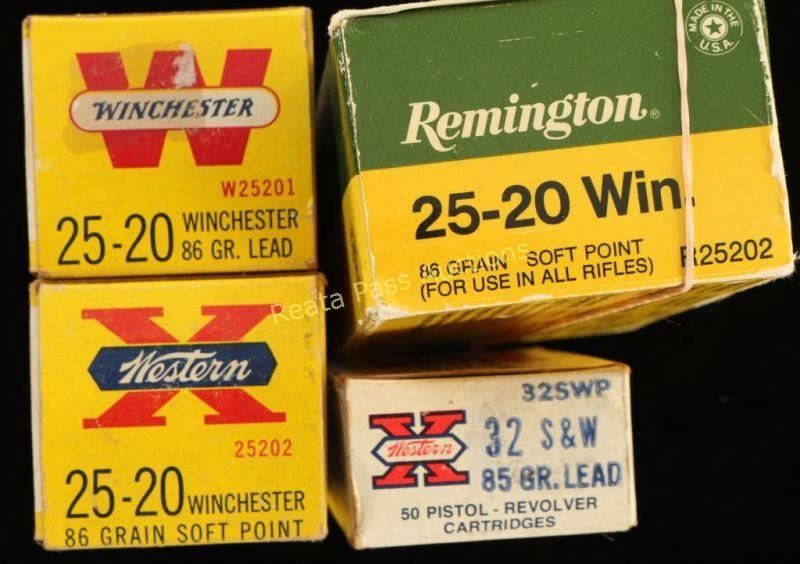 WINCHESTER
W25201
25-20 WINCHESTER
86 GR. LEAD
MADE IN THE
U.S.A.
Remington®
25-20 Win.
86 GRAIN SOFT POINT
(FOR USE IN ALL RIFLES)
R25202
Reata Pass Auctions
X
Western
25202
25-20 WINCHESTER
86 GRAIN SOFT POINT
32SWP
X
Western
32 S&W
85 GR. LEAD
50 PISTOL - REVOLVER
CARTRIDGES